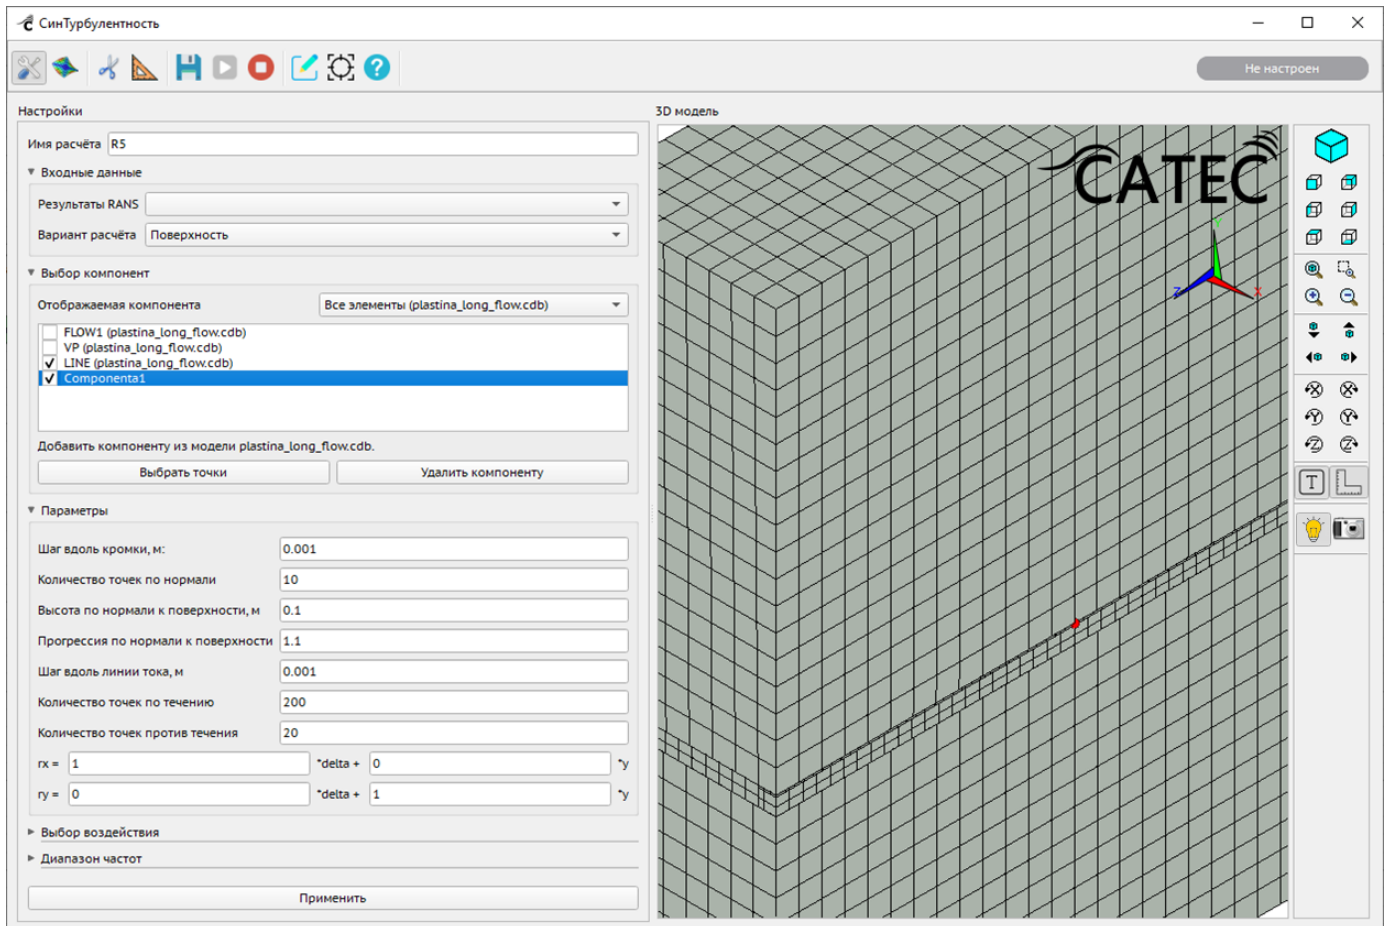 СинТурбулентность
Не настроен
Настройки
Имя расчёта R5
Входные данные
Результаты RANS
Вариант расчёта Поверхность
Выбор компонент
Отображаемая компонента Все элементы (plastina_long_flow.cdb)
FLOW1 (plastina_long_flow.cdb)
VP (plastina_long_flow.cdb)
LINE (plastina_long_flow.cdb)
Componenta1
Добавить компоненту из модели plastina_long_flow.cdb.
Выбрать точки Удалить компоненту
Параметры
Шаг вдоль кромки, м: 0.001
Количество точек по нормали 10
Высота по нормали к поверхности, м 0.1
Прогрессия по нормали к поверхности 1.1
Шаг вдоль линии тока, м 0.001
Количество точек по течению 200
Количество точек против течения 20
rx = 1 *delta + 0 *y
ry = 0 *delta + 1 *y
Выбор воздействия
Диапазон частот
Применить
3D модель
CATEC
Y
Z X
X X
Y Y
Z Z
T